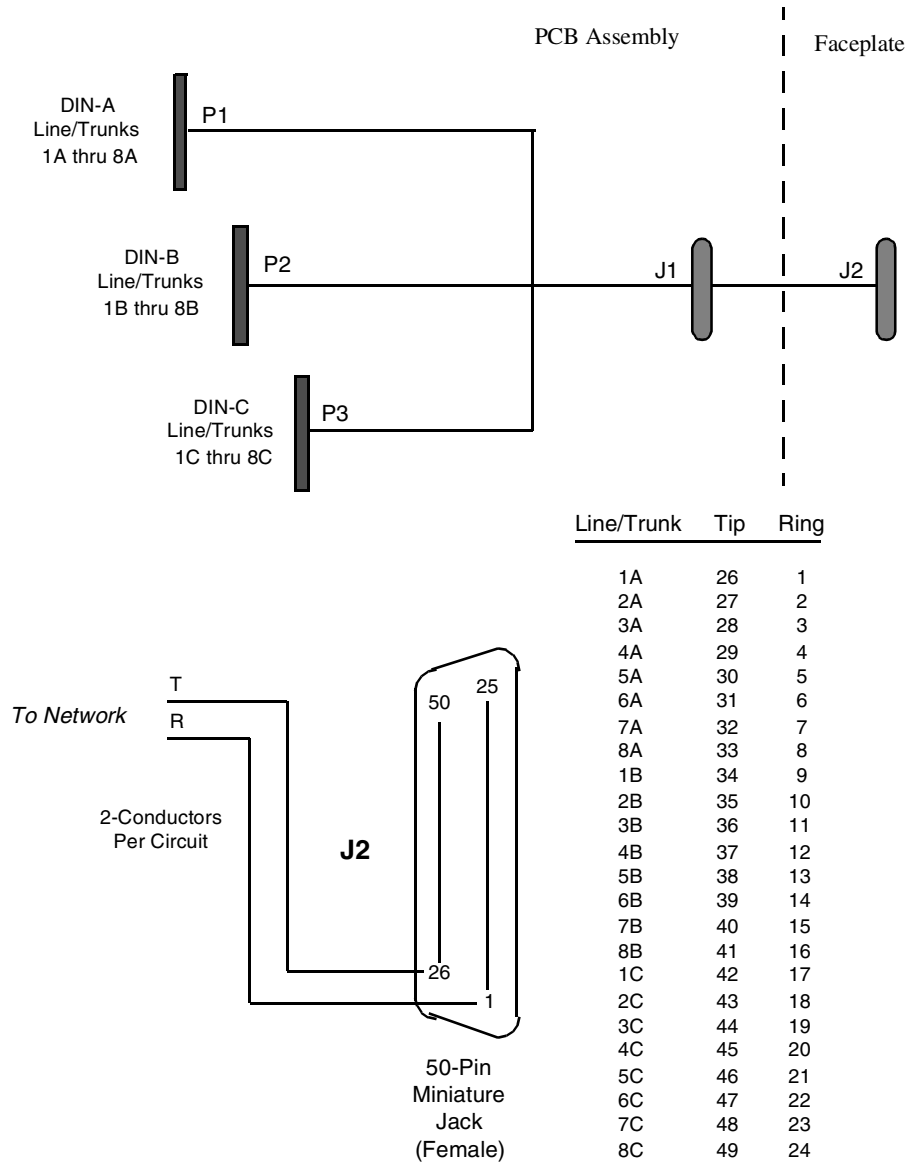 PCB Assembly
Faceplate
DIN-A
Line/Trunks
1A thru 8A
P1
DIN-B
Line/Trunks
1B thru 8B
P2
J1
J2
DIN-C
Line/Trunks
1C thru 8C
P3
To Network
T
R
2-Conductors
Per Circuit
J2
50
25
26
1
50-Pin
Miniature
Jack
(Female)
Line/Trunk Tip Ring
1A 26 1
2A 27 2
3A 28 3
4A 29 4
5A 30 5
6A 31 6
7A 32 7
8A 33 8
1B 34 9
2B 35 10
3B 36 11
4B 37 12
5B 38 13
6B 39 14
7B 40 15
8B 41 16
1C 42 17
2C 43 18
3C 44 19
4C 45 20
5C 46 21
6C 47 22
7C 48 23
8C 49 24